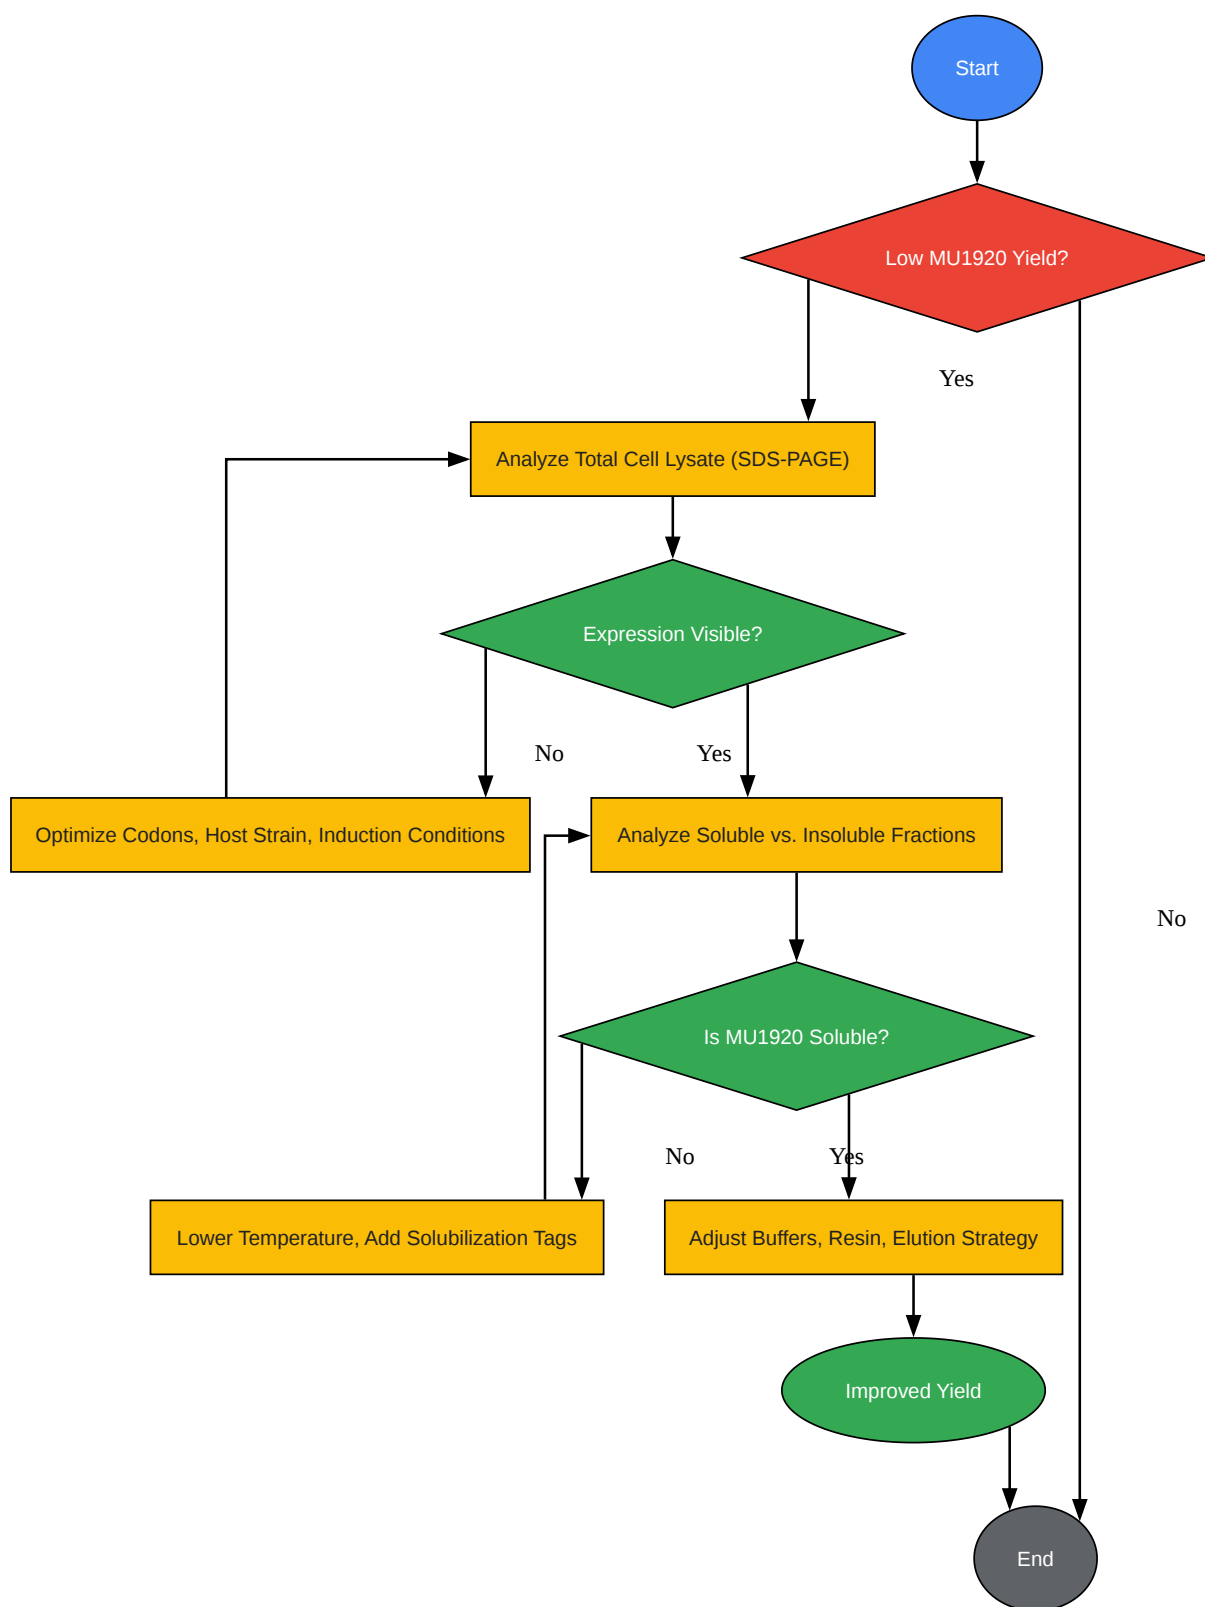 Start
Low MU1920 Yield?
Yes
Analyze Total Cell Lysate (SDS-PAGE)
Expression Visible?
No
Yes
Optimize Codons, Host Strain, Induction Conditions
Analyze Soluble vs. Insoluble Fractions
No
Is MU1920 Soluble?
No
Yes
Lower Temperature, Add Solubilization Tags
Adjust Buffers, Resin, Elution Strategy
Improved Yield
End